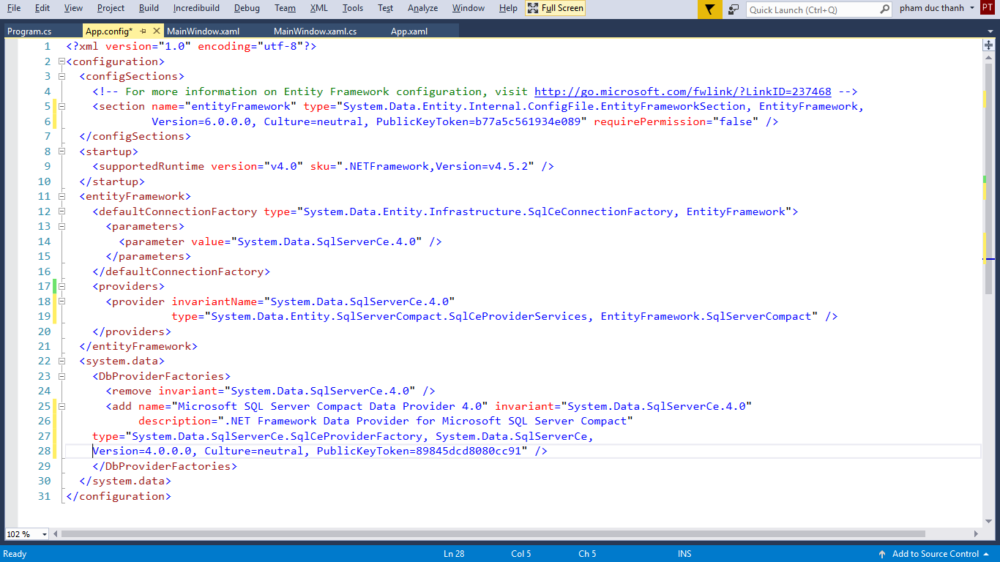 File Edit View Project Build Incredibuild Debug Team XML Tools Test Analyze Window Help Full Screen Quick Launch (Ctrl+Q) pham duc thanh PT
Program.cs App.config* MainWindow.xaml MainWindow.xaml.cs App.xaml
1 <?xml version="1.0" encoding="utf-8"?>
2 <configuration>
3 <configSections>
4 <!-- For more information on Entity Framework configuration, visit http://go.microsoft.com/fwlink/?LinkID=237468 -->
5 <section name="entityFramework" type="System.Data.Entity.Internal.ConfigFile.EntityFrameworkSection, EntityFramework,
6 Version=6.0.0.0, Culture=neutral, PublicKeyToken=b77a5c561934e089" requirePermission="false" />
7 </configSections>
8 <startup>
9 <supportedRuntime version="v4.0" sku=".NETFramework,Version=v4.5.2" />
10 </startup>
11 <entityFramework>
12 <defaultConnectionFactory type="System.Data.Entity.Infrastructure.SqlCeConnectionFactory, EntityFramework">
13 <parameters>
14 <parameter value="System.Data.SqlServerCe.4.0" />
15 </parameters>
16 </defaultConnectionFactory>
17 <providers>
18 <provider invariantName="System.Data.SqlServerCe.4.0"
19 type="System.Data.Entity.SqlServerCompact.SqlCeProviderServices, EntityFramework.SqlServerCompact" />
20 </providers>
21 </entityFramework>
22 <system.data>
23 <DbProviderFactories>
24 <remove invariant="System.Data.SqlServerCe.4.0" />
25 <add name="Microsoft SQL Server Compact Data Provider 4.0" invariant="System.Data.SqlServerCe.4.0"
26 description=".NET Framework Data Provider for Microsoft SQL Server Compact"
27 type="System.Data.SqlServerCe.SqlCeProviderFactory, System.Data.SqlServerCe,
28 Version=4.0.0.0, Culture=neutral, PublicKeyToken=89845dcd8080cc91" />
29 </DbProviderFactories>
30 </system.data>
31 </configuration>
102 %
Ready Ln 28 Col 5 Ch 5 INS Add to Source Control